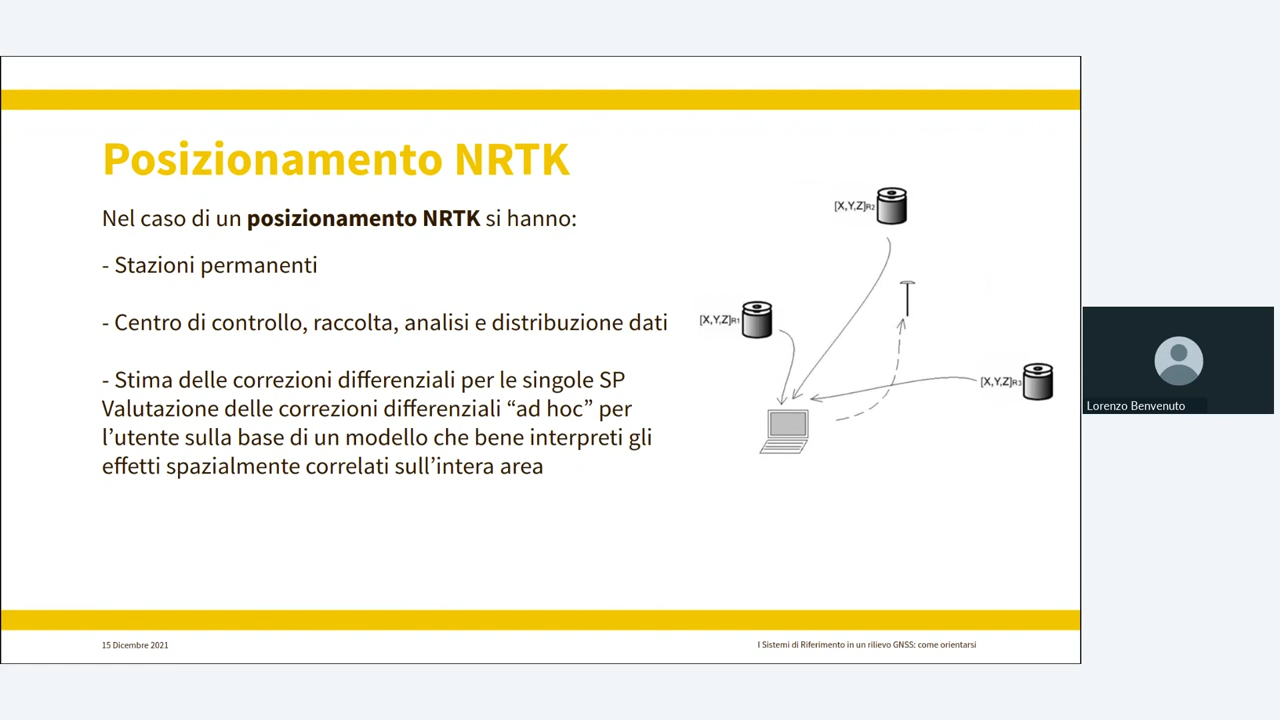 Posizionamento NRTK
Nel caso di un posizionamento NRTK si hanno:
- Stazioni permanenti
- Centro di controllo, raccolta, analisi e distribuzione dati
- Stima delle correzioni differenziali per le singole SP
Valutazione delle correzioni differenziali “ad hoc” per
l’utente sulla base di un modello che bene interpreti gli
effetti spazialmente correlati sull’intera area
[X,Y,Z]R2
[X,Y,Z]R1
[X,Y,Z]R3
Lorenzo Benvenuto
15 Dicembre 2021
I Sistemi di Riferimento in un rilievo GNSS: come orientarsi